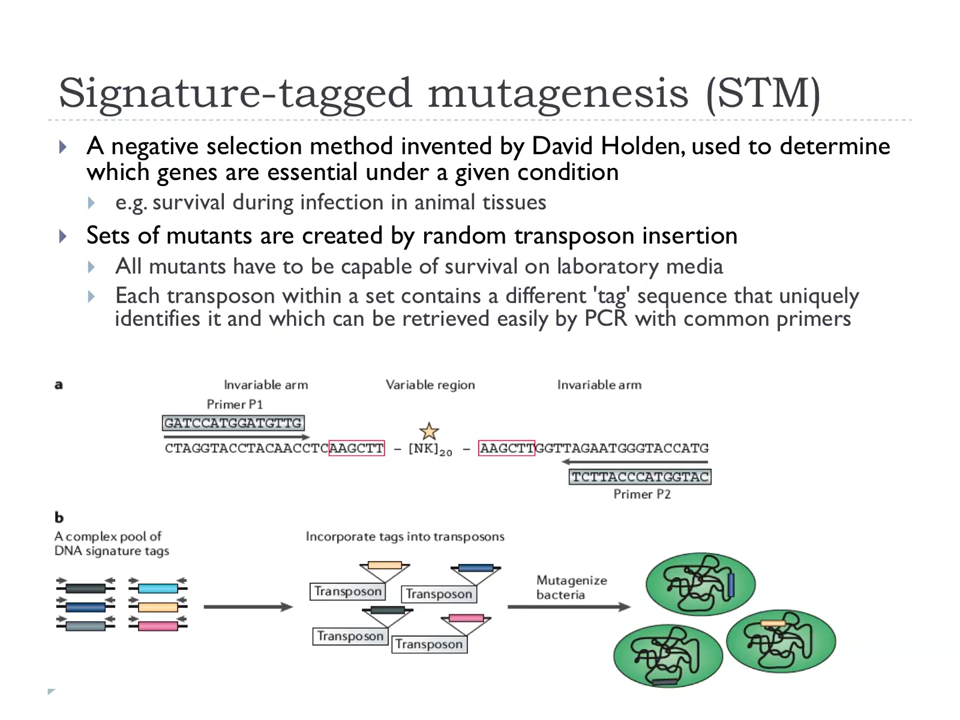 Signature-tagged mutagenesis (STM)
A negative selection method invented by David Holden, used to determine
which genes are essential under a given condition
e.g. survival during infection in animal tissues
Sets of mutants are created by random transposon insertion
All mutants have to be capable of survival on laboratory media
Each transposon within a set contains a different 'tag' sequence that uniquely
identifies it and which can be retrieved easily by PCR with common primers
a
Invariable arm Variable region Invariable arm
Primer P1
GATCCATGGATGTTG
CTAGGTACCTACAACCTCAAGCTT – [NK]20 – AAGCTTGGTTAGAATGGGTACCATG
TCTTACCCATGGTAC
Primer P2
b
A complex pool of
DNA signature tags
Incorporate tags into transposons
Transposon
Transposon
Transposon
Transposon
Mutagenize
bacteria